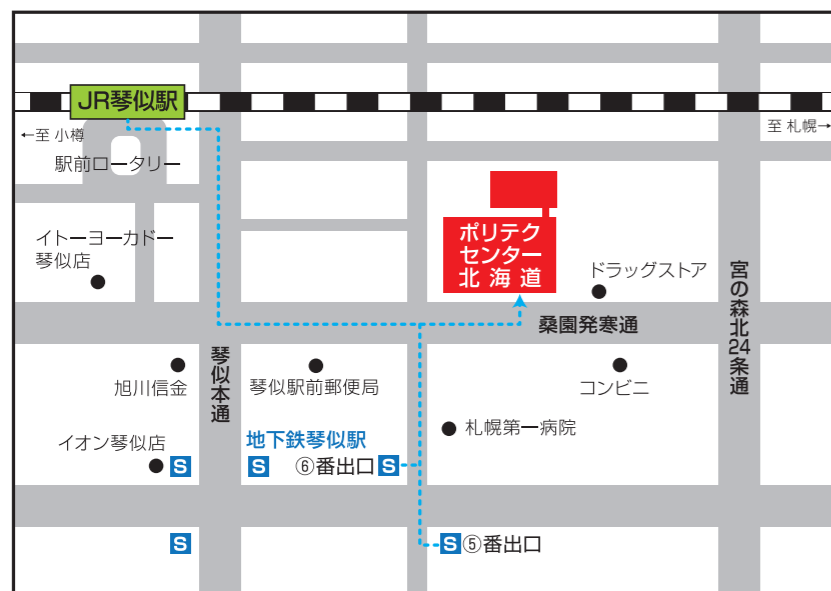 JR琴似駅
←至 小樽
至 札幌→
駅前ロータリー
ポリテク
センター
北海道
イトーヨーカドー
琴似店
ドラッグストア
宮の森北24条通
桑園発寒通
琴似本通
旭川信金
琴似駅前郵便局
コンビニ
地下鉄琴似駅
札幌第一病院
イオン琴似店
S
S
⑥番出口 S
S
S ⑤番出口